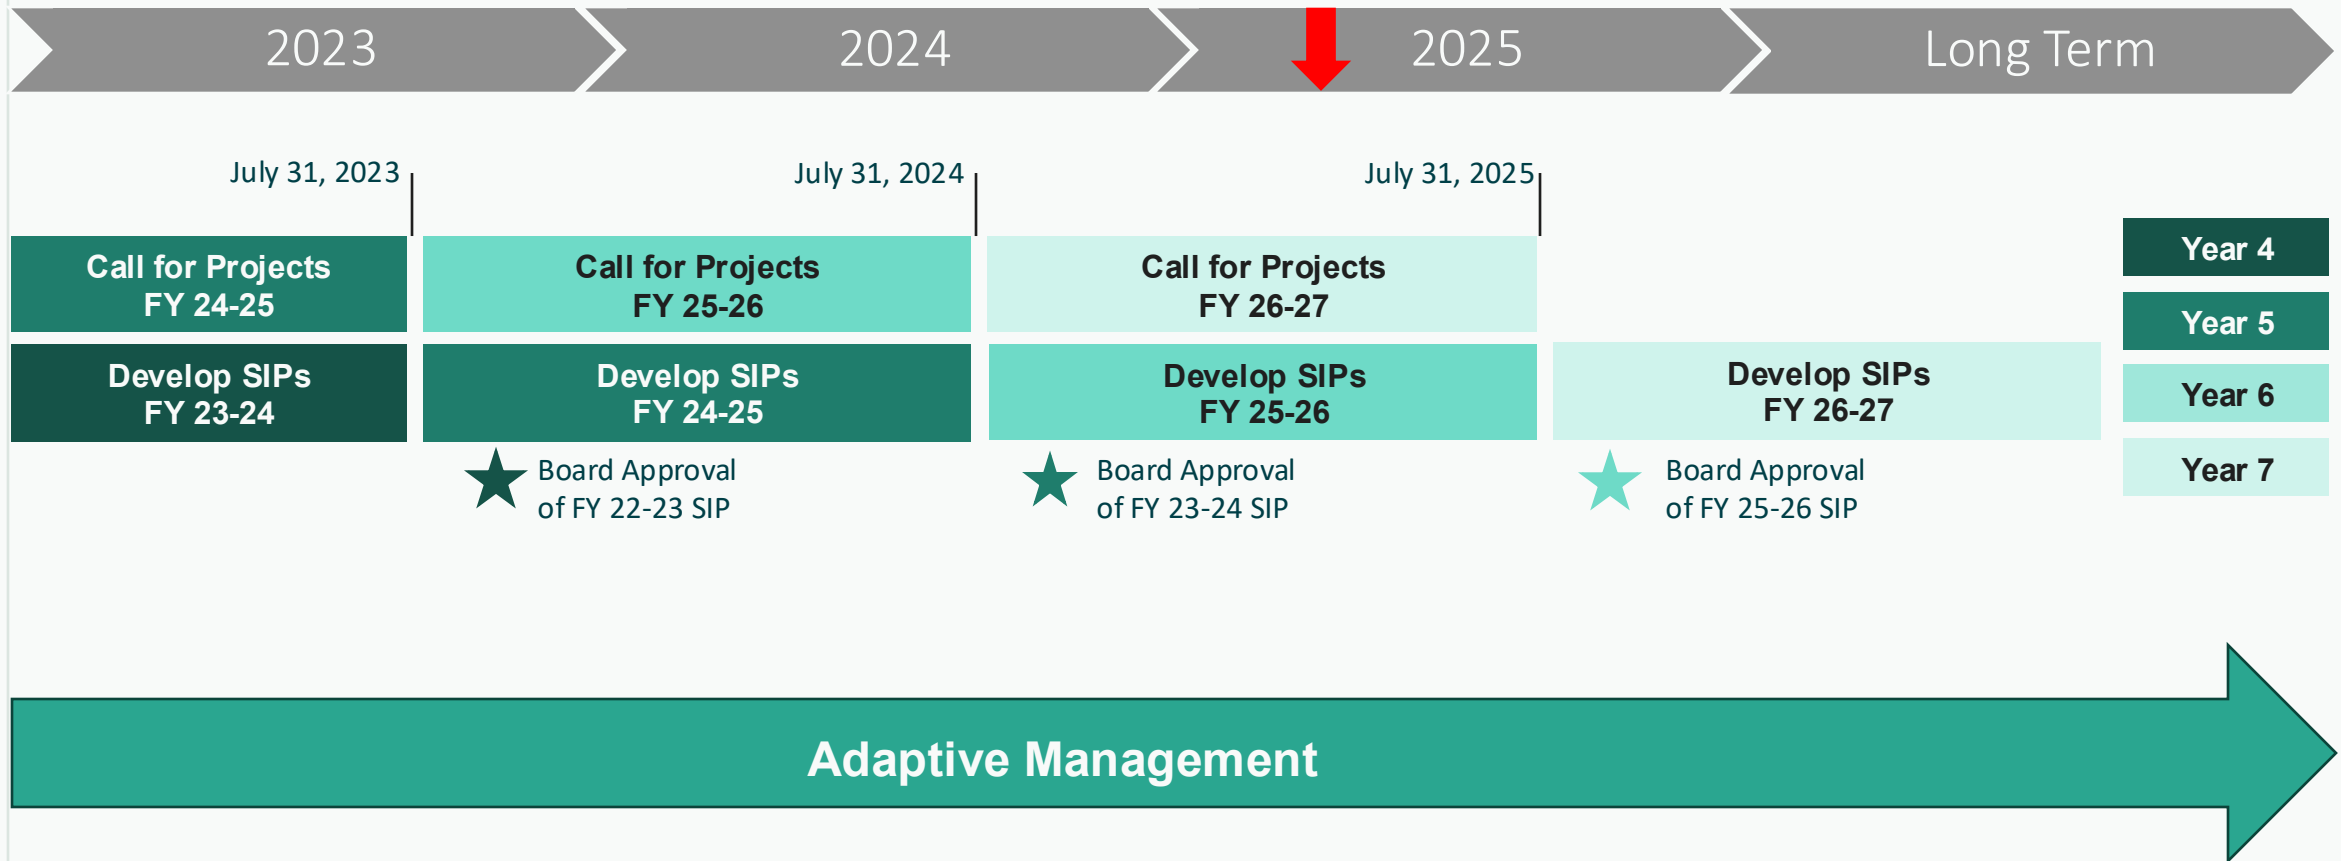 2023
2024
2025
Long Term
July 31, 2023
July 31, 2024
July 31, 2025
Call for Projects
FY 24-25
Call for Projects
FY 25-26
Call for Projects
FY 26-27
Develop SIPs
FY 23-24
Develop SIPs
FY 24-25
Develop SIPs
FY 25-26
Develop SIPs
FY 26-27
Year 4
Year 5
Year 6
Year 7
Board Approval
of FY 22-23 SIP
Board Approval
of FY 23-24 SIP
Board Approval
of FY 25-26 SIP
Adaptive Management